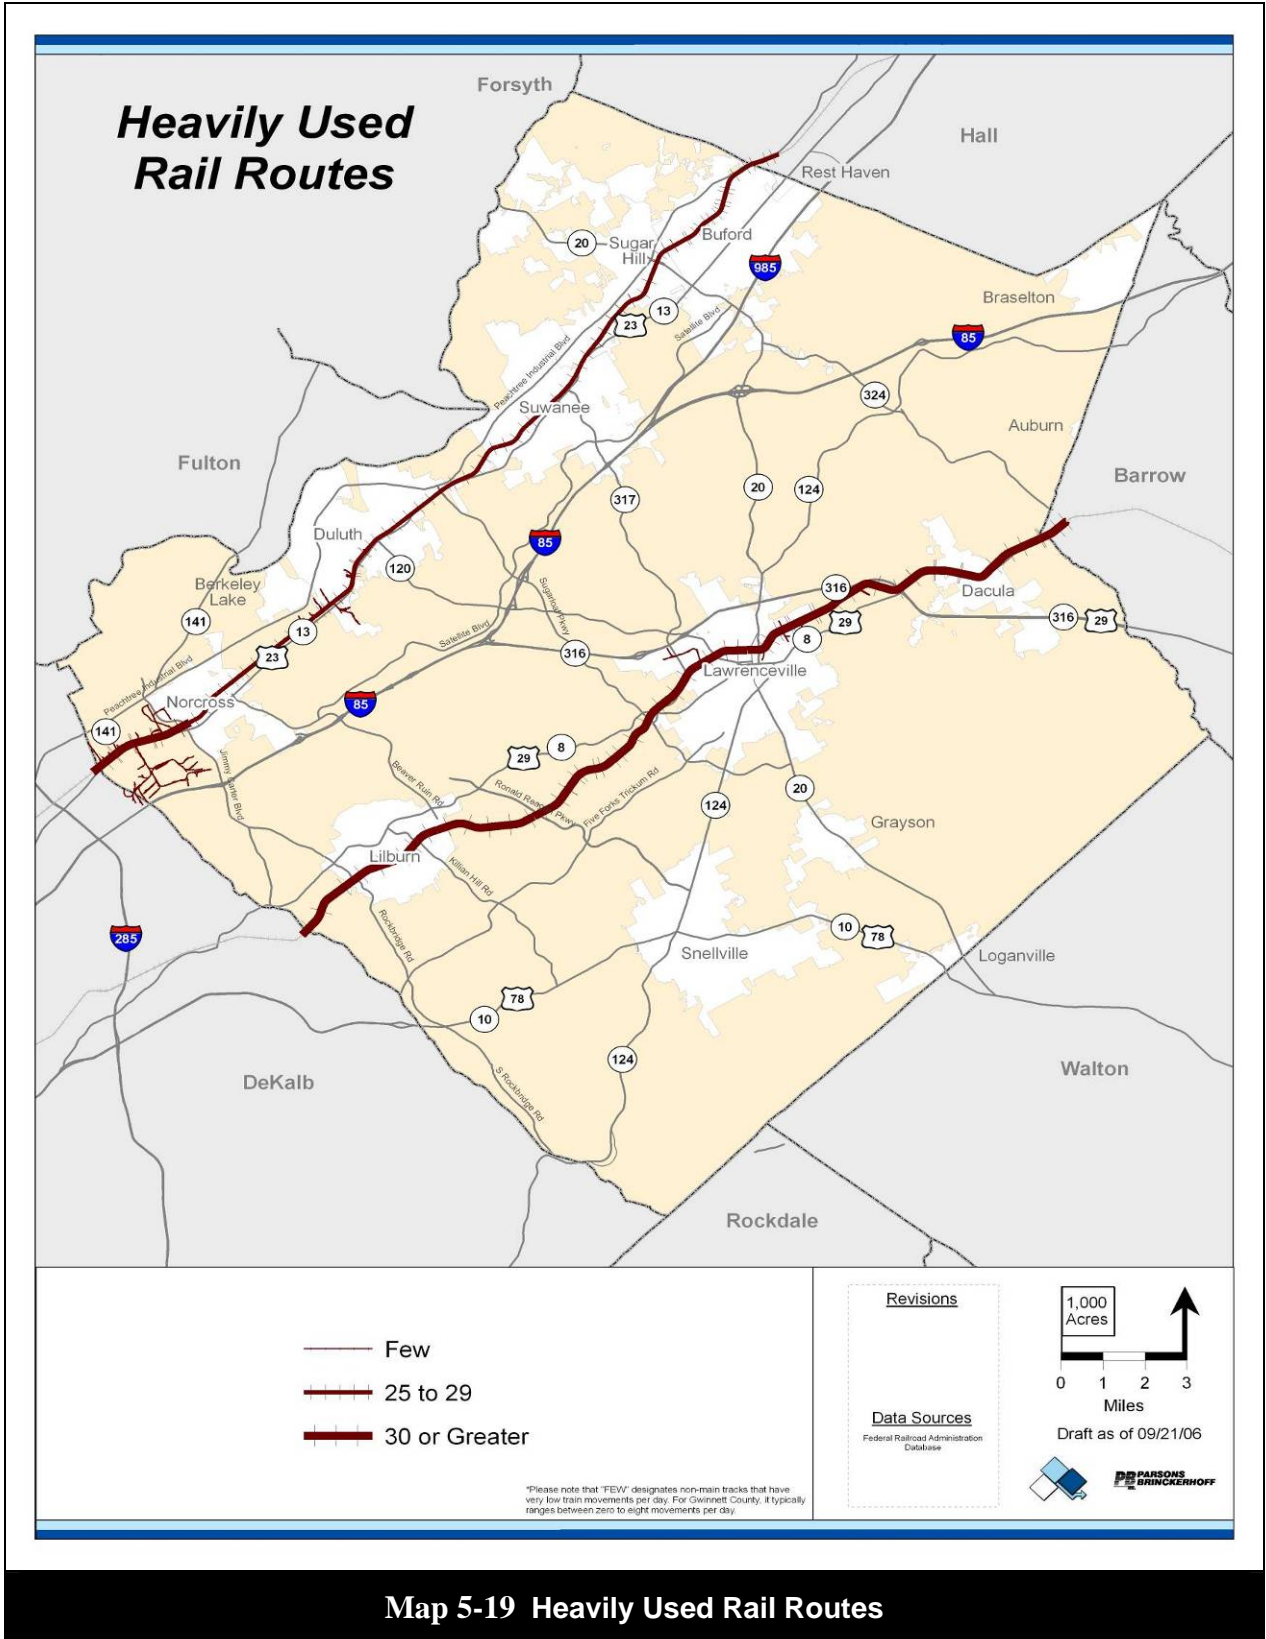 Heavily Used
Rail Routes
Forsyth
Hall
Rest Haven
20
Sugar
Hill
Buford
985
Braselton
13
23
Satellite Blvd
85
Peachtree Industrial Blvd
324
Suwanee
Auburn
Fulton
Barrow
317
20
124
Duluth
85
120
Berkeley
Lake
Sugarloaf Pkwy
316
Dacula
141
13
29
316
29
Satellite Blvd
8
23
316
Lawrenceville
Peachtree Industrial Blvd
Norcross
85
141
29
8
Jimmy Carter Blvd
Beaver Ruin Rd
Ronald Reagan Pkwy
Five Forks Trickum Rd
20
124
Grayson
Lilburn
Killian Hill Rd
Rockbridge Rd
10
78
285
Snellville
Loganville
78
10
124
DeKalb
Walton
S Rockbridge Rd
Rockdale
Few
25 to 29
30 or Greater
*Please note that "FEW" designates non-main tracks that have
very low train movements per day. For Gwinnett County, it typically
ranges between zero to eight movements per day.
Revisions
Data Sources
Federal Railroad Administration
Database
1,000
Acres
0 1 2 3
Miles
Draft as of 09/21/06
PB PARSONS
BRINCKERHOFF
Map 5-19 Heavily Used Rail Routes